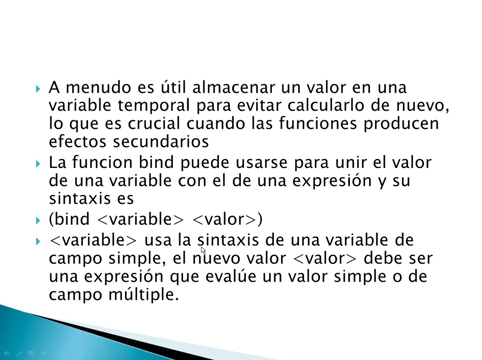 A menudo es útil almacenar un valor en una
variable temporal para evitar calcularlo de nuevo,
lo que es crucial cuando las funciones producen
efectos secundarios
La funcion bind puede usarse para unir el valor
de una variable con el de una expresión y su
sintaxis es
(bind <variable> <valor>)
<variable> usa la sintaxis de una variable de
campo simple, el nuevo valor <valor> debe ser
una expresión que evalúe un valor simple o de
campo múltiple.